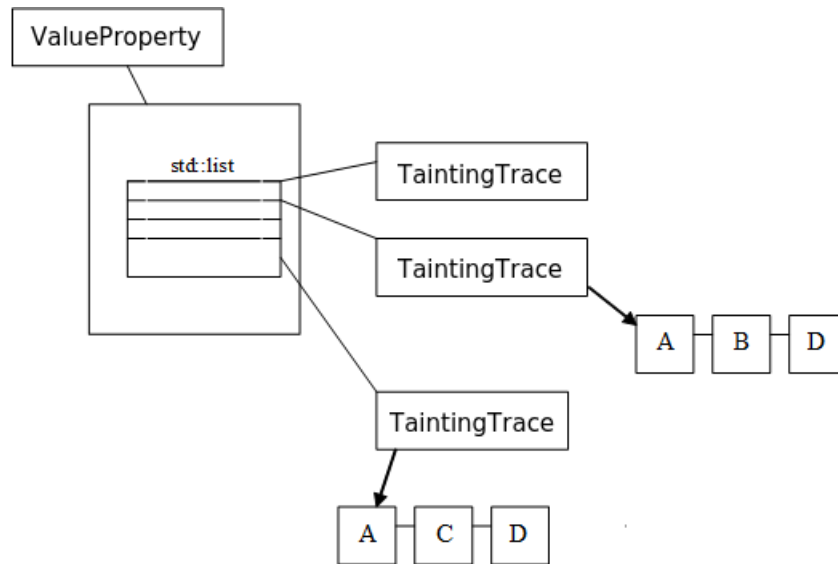 ValueProperty
std::list
TaintingTrace
TaintingTrace
A B D
TaintingTrace
A C D